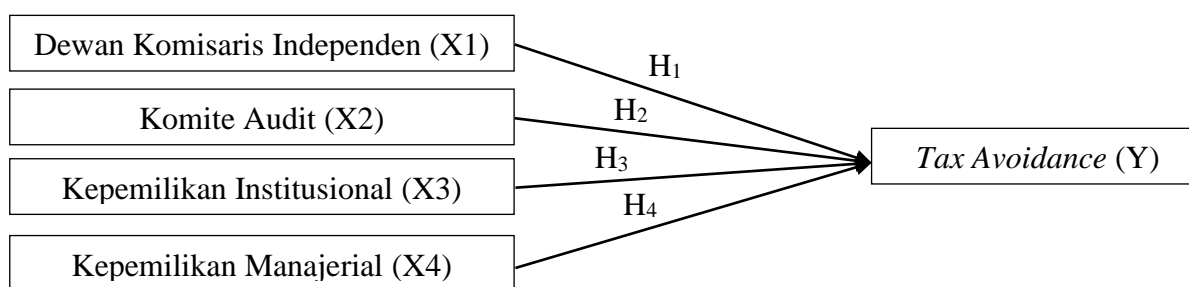 Dewan Komisaris Independen (X1)
H1
Komite Audit (X2)
H2
Tax Avoidance (Y)
H3
Kepemilikan Institusional (X3)
H4
Kepemilikan Manajerial (X4)